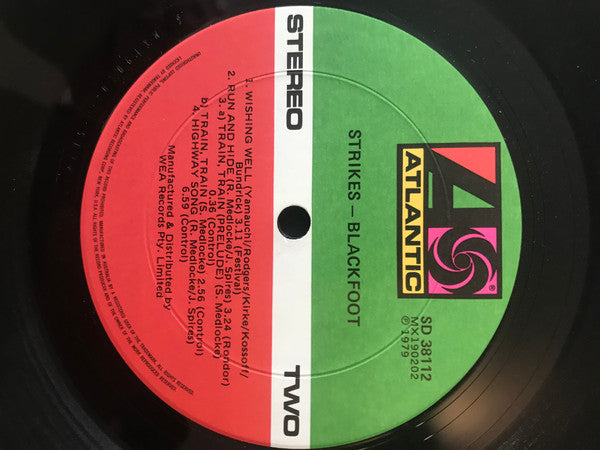 ATLANTIC
®
SD 38112
MX190202
℗ 1979
STRIKES — BLACKFOOT
STEREO
TWO
1. WISHING WELL (Yamauchi/Rodgers/Kirke/Kossoff/
Bundrick) 3.11 (Festival)
2. RUN AND HIDE (R. Medlocke/J. Spires) 3.24 (Rondor)
3. a) TRAIN, TRAIN (PRELUDE) (S. Medlocke)
0.36 (Control)
b) TRAIN, TRAIN (S. Medlocke) 2.56 (Control)
4. HIGHWAY SONG (R. Medlocke/J. Spires)
6.59 (Control)
Manufactured & Distributed by
WEA Records Pty. Limited